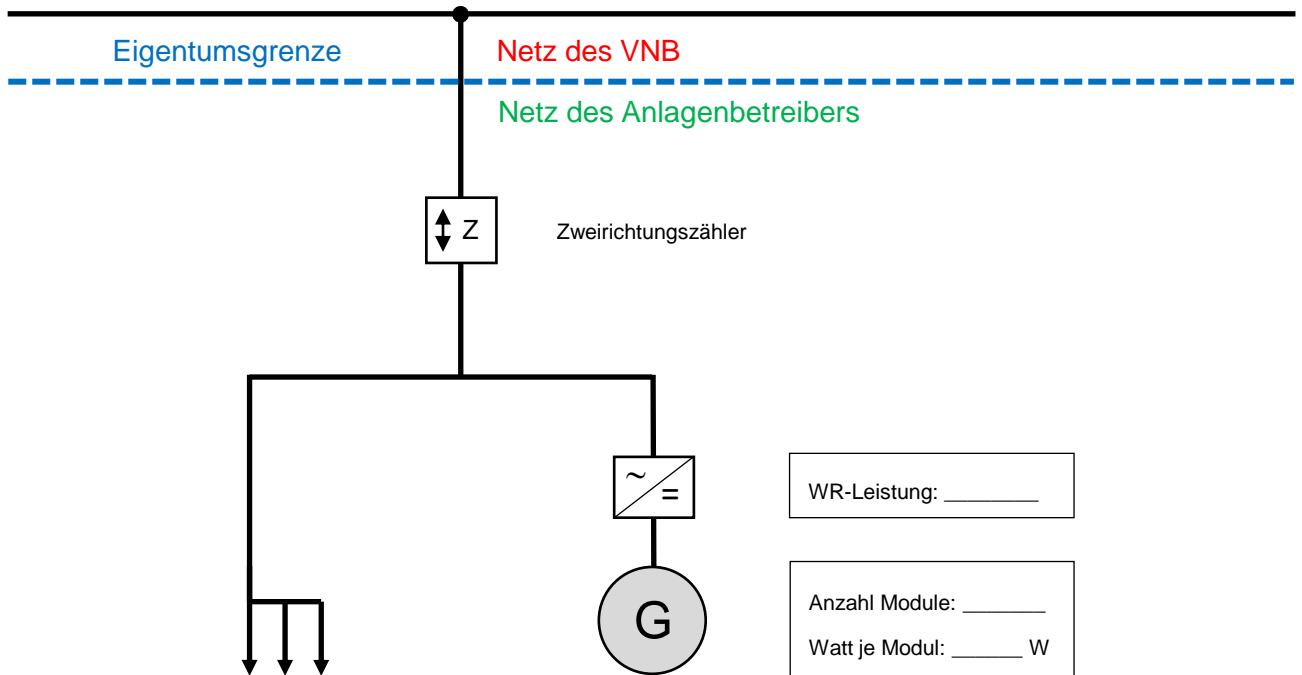 Eigentumsgrenze
Netz des VNB
Netz des Anlagenbetreibers
Z
Zweirichtungszähler
~
=
WR-Leistung: ________
G
Anzahl Module: _______
Watt je Modul: ______ W